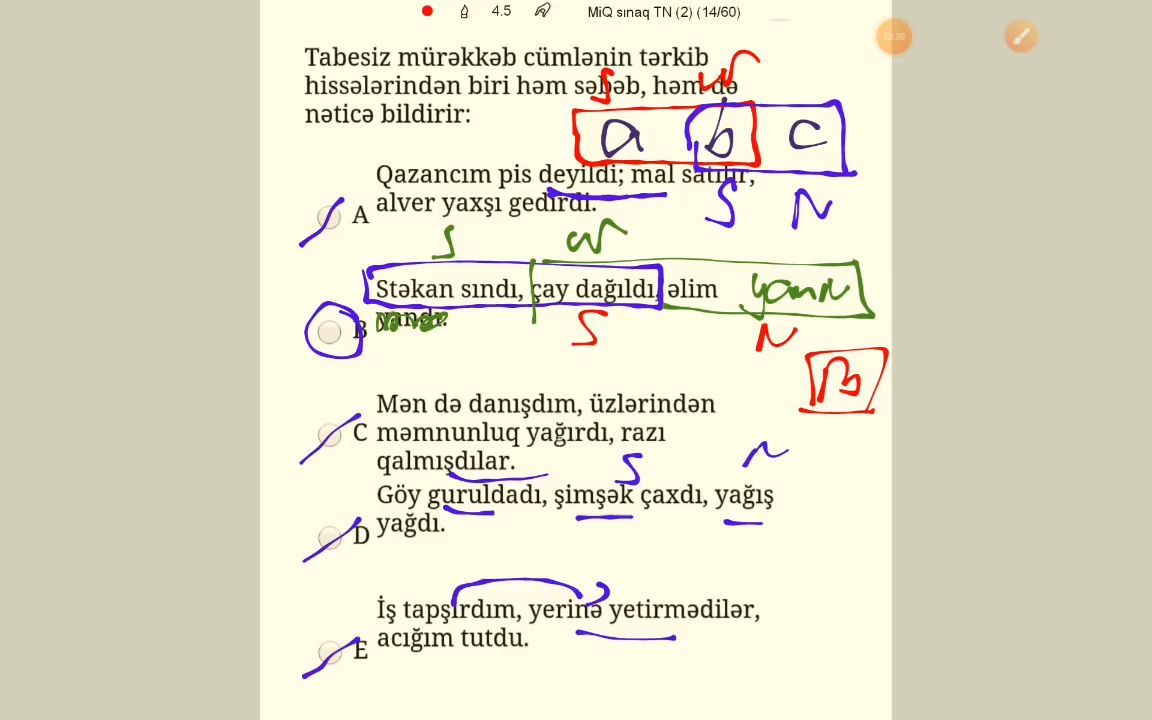 4.5 MiQ sınaq TN (2) (14/60)
Tabesiz mürəkkəb cümlənin tərkib
hissələrindən biri həm səbəb, həm də
nəticə bildirir:
S N
a b c
Qazancım pis deyildi; mal satılır,
A alver yaxşı gedirdi.
S N
S N
Stəkan sındı, çay dağıldı, əlim yandı
B yandı.
S N
B
Mən də danışdım, üzlərindən
C məmnunluq yağırdı, razı
qalmışdılar.
S N
Göy guruldadı, şimşək çaxdı, yağış
D yağdı.
İş tapşırdım, yerinə yetirmədilər,
E acığım tutdu.